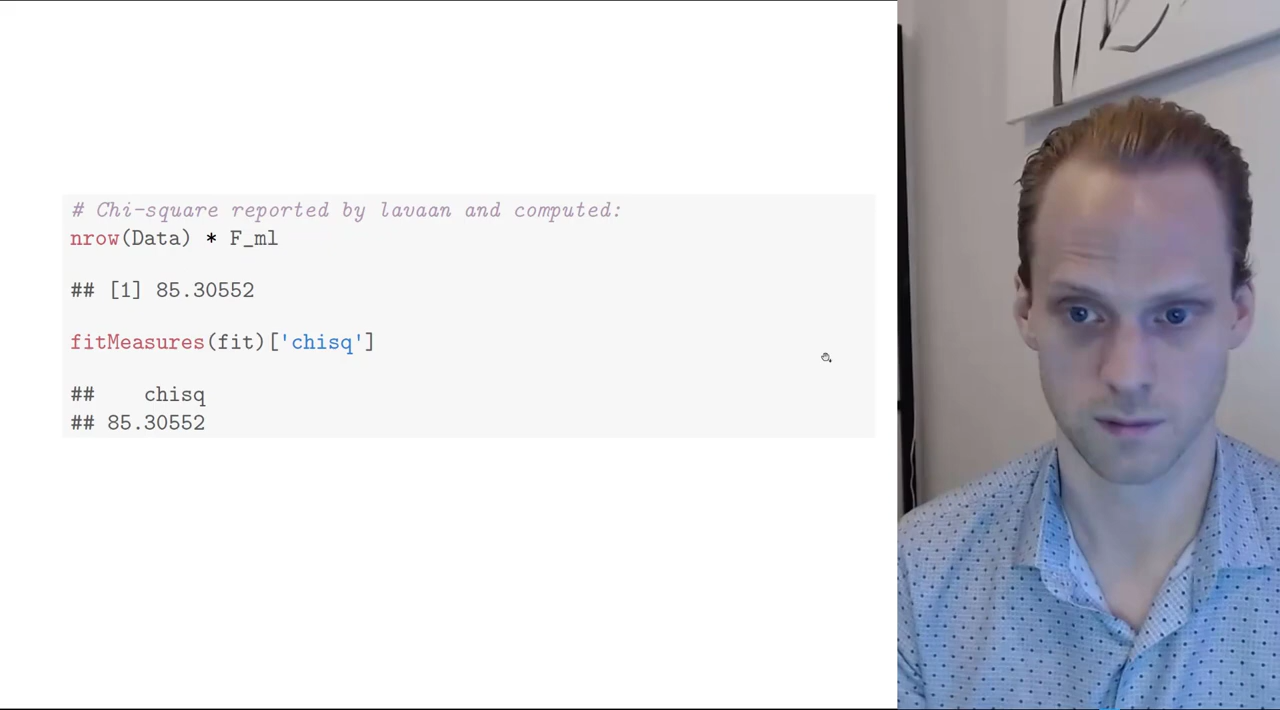 # Chi-square reported by lavaan and computed:
nrow(Data) * F_ml
## [1] 85.30552
fitMeasures(fit)['chisq']
##    chisq
## 85.30552